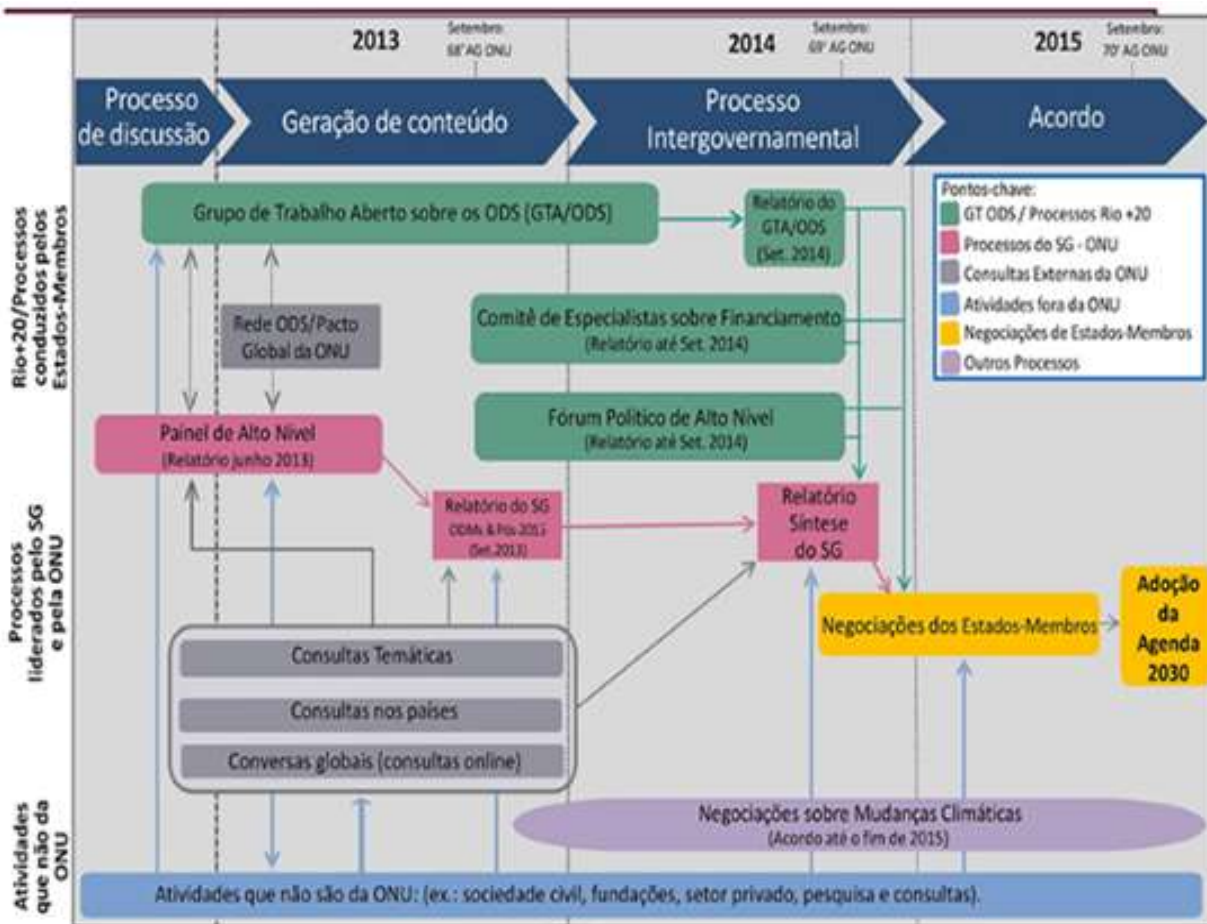 2013
Setembro:
68ª AG ONU
2014
Setembro:
69ª AG ONU
2015
Setembro:
70ª AG ONU
Processo
de discussão
Geração de conteúdo
Processo
Intergovernamental
Acordo
Rio+20/Processos
conduzidos pelos
Estados-Membros
Grupo de Trabalho Aberto sobre os ODS (GTA/ODS)
Relatório do
GTA/ODS
(Set. 2014)
Pontos-chave:
GT ODS / Processos Rio +20
Processos do SG - ONU
Consultas Externas da ONU
Atividades fora da ONU
Negociações de Estados-Membros
Outros Processos
Rede ODS/Pacto
Global da ONU
Comitê de Especialistas sobre Financiamento
(Relatório até Set. 2014)
Fórum Político de Alto Nível
(Relatório até Set. 2014)
Painel de Alto Nível
(Relatório junho 2013)
Processos
liderados pelo SG
e pela ONU
Relatório do SG
ODMs & Pós-2015
(Set.2013)
Relatório
Síntese
do SG
Negociações dos Estados-Membros
Adoção
da
Agenda
2030
Consultas Temáticas
Consultas nos países
Conversas globais (consultas online)
Atividades
que não da
ONU
Negociações sobre Mudanças Climáticas
(Acordo até o fim de 2015)
Atividades que não são da ONU: (ex.: sociedade civil, fundações, setor privado, pesquisa e consultas).